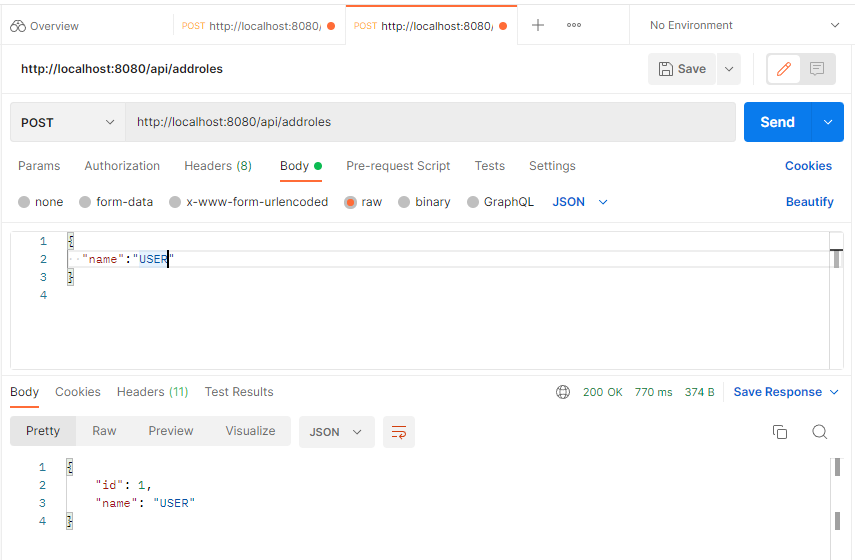 Overview POST http://localhost:8080/ POST http://localhost:8080/ No Environment
http://localhost:8080/api/addroles Save
POST http://localhost:8080/api/addroles Send
Params Authorization Headers (8) Body Pre-request Script Tests Settings Cookies
none form-data x-www-form-urlencoded raw binary GraphQL JSON Beautify
1 {
2 "name":"USER"
3 }
4
Body Cookies Headers (11) Test Results 200 OK 770 ms 374 B Save Response
Pretty Raw Preview Visualize JSON
1 {
2 "id": 1,
3 "name": "USER"
4 }